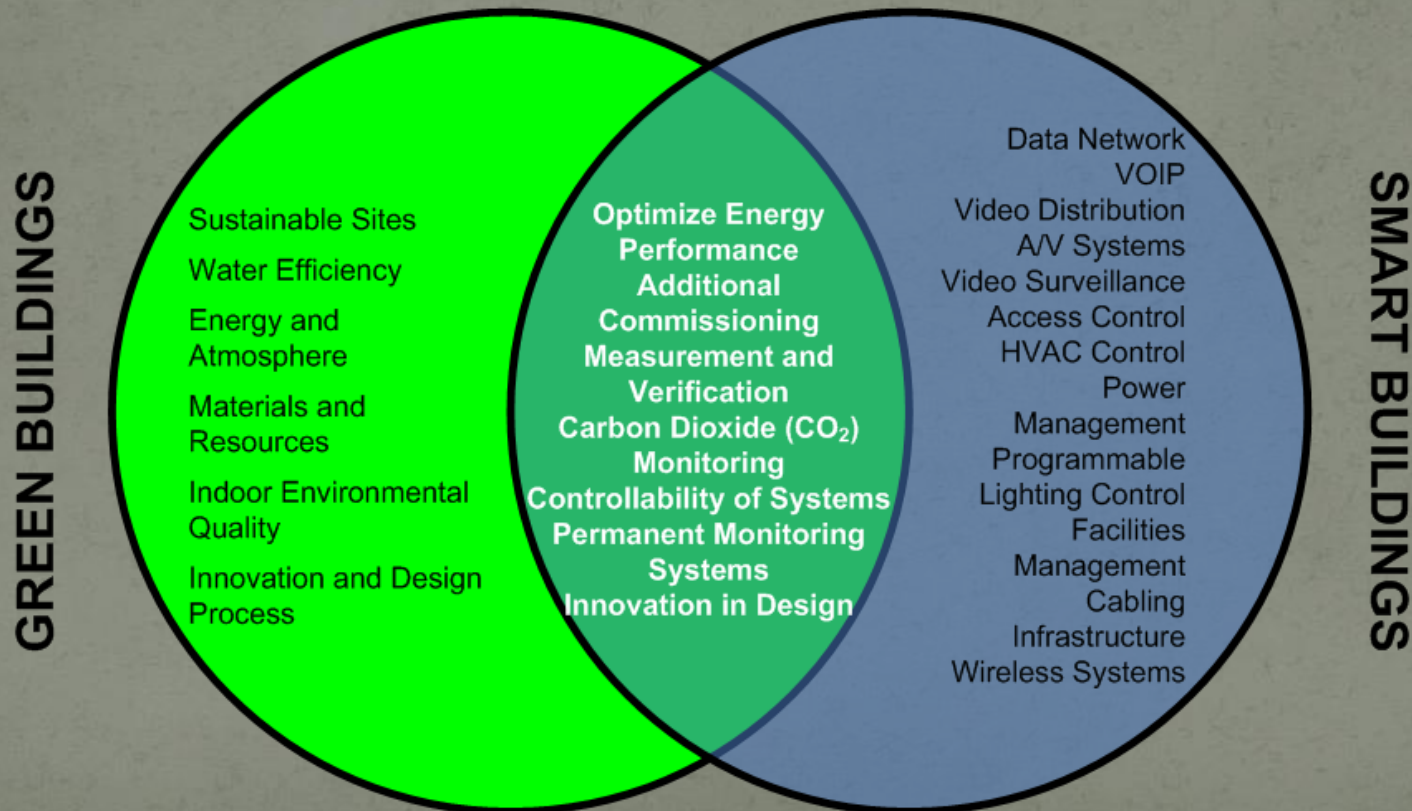 GREEN BUILDINGS
Sustainable Sites
Water Efficiency
Energy and
Atmosphere
Materials and
Resources
Indoor Environmental
Quality
Innovation and Design
Process
Optimize Energy
Performance
Additional
Commissioning
Measurement and
Verification
Carbon Dioxide (CO₂)
Monitoring
Controllability of Systems
Permanent Monitoring
Systems
Innovation in Design
Data Network
VOIP
Video Distribution
A/V Systems
Video Surveillance
Access Control
HVAC Control
Power
Management
Programmable
Lighting Control
Facilities
Management
Cabling
Infrastructure
Wireless Systems
SMART BUILDINGS